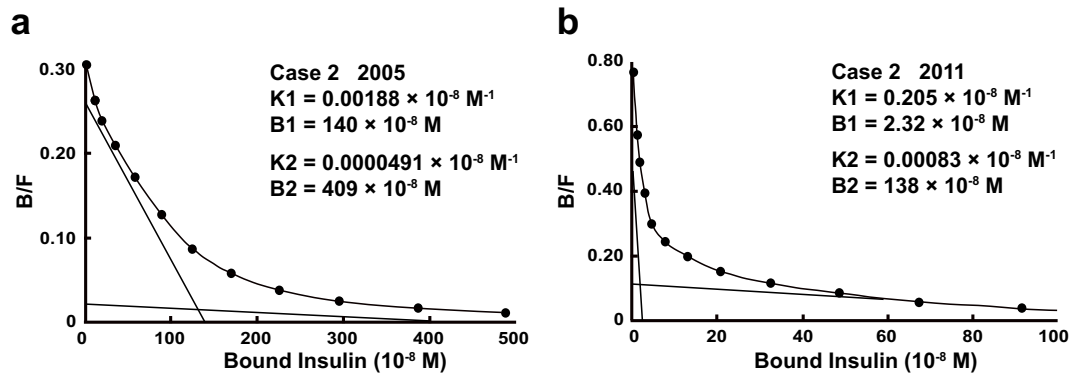 a
Case 2 2005
K1 = 0.00188 × 10⁻⁸ M⁻¹
B1 = 140 × 10⁻⁸ M
K2 = 0.0000491 × 10⁻⁸ M⁻¹
B2 = 409 × 10⁻⁸ M
B/F
0.30
0.20
0.10
0
0 100 200 300 400 500
Bound Insulin (10⁻⁸ M)
b
Case 2 2011
K1 = 0.205 × 10⁻⁸ M⁻¹
B1 = 2.32 × 10⁻⁸ M
K2 = 0.00083 × 10⁻⁸ M⁻¹
B2 = 138 × 10⁻⁸ M
B/F
0.80
0.60
0.40
0.20
0
0 20 40 60 80 100
Bound Insulin (10⁻⁸ M)